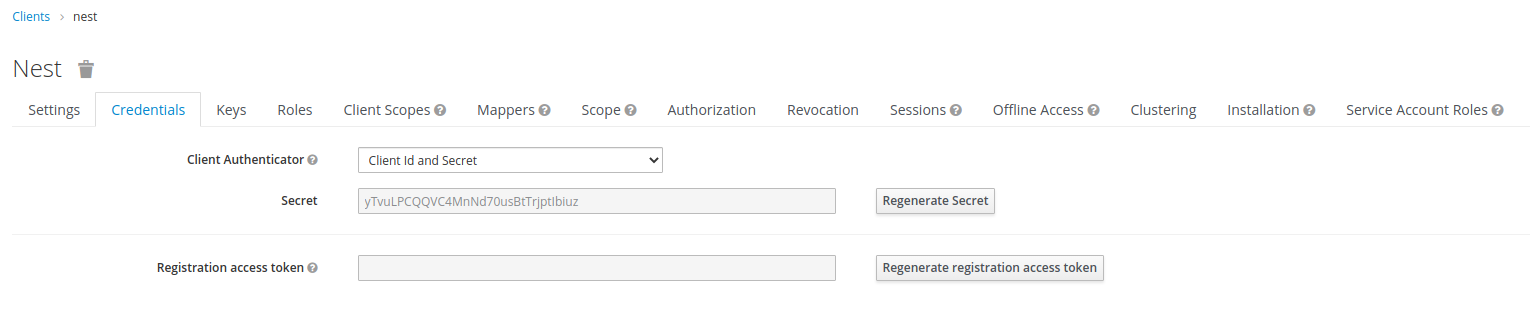 Clients › nest
Nest
Settings Credentials Keys Roles Client Scopes Mappers Scope Authorization Revocation Sessions Offline Access Clustering Installation Service Account Roles
Client Authenticator Client Id and Secret
Secret yTvuLPCQQVC4MnNd70usBtTrjptIbiuz Regenerate Secret
Registration access token Regenerate registration access token